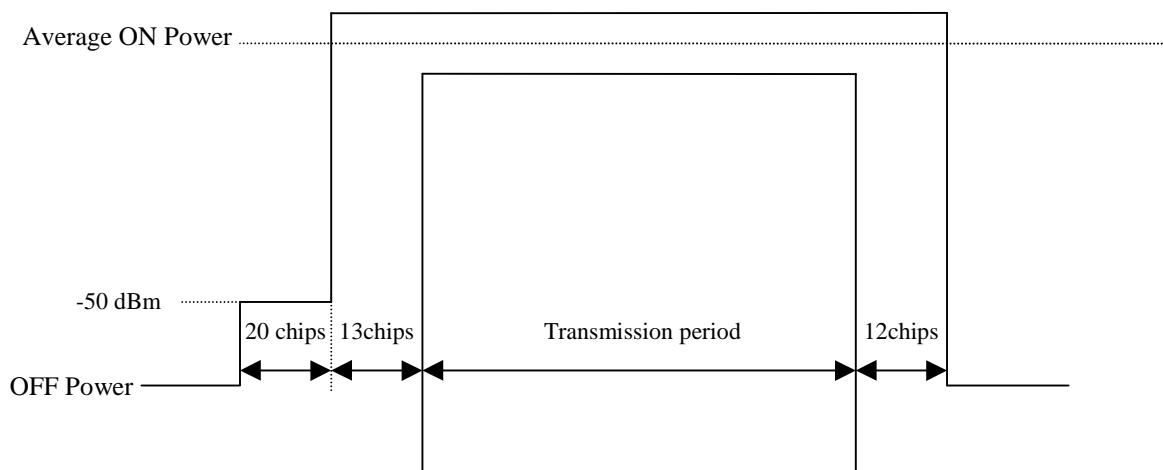 Average ON Power
-50 dBm
20 chips 13chips Transmission period 12chips
OFF Power